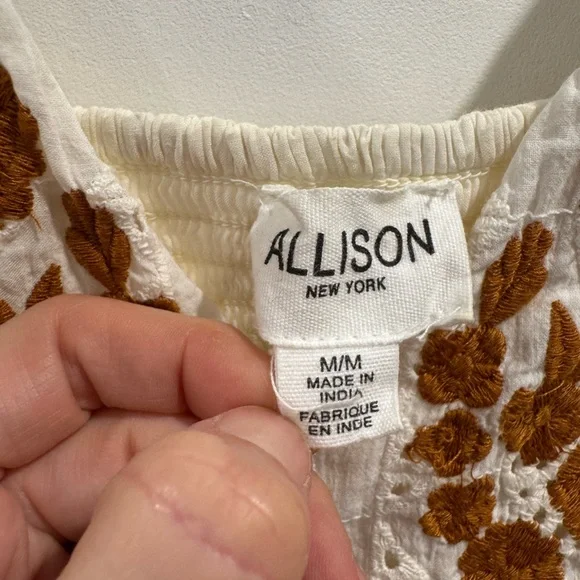 ALLISON
NEW YORK
M/M
MADE IN
INDIA
FABRIQUE
EN INDE